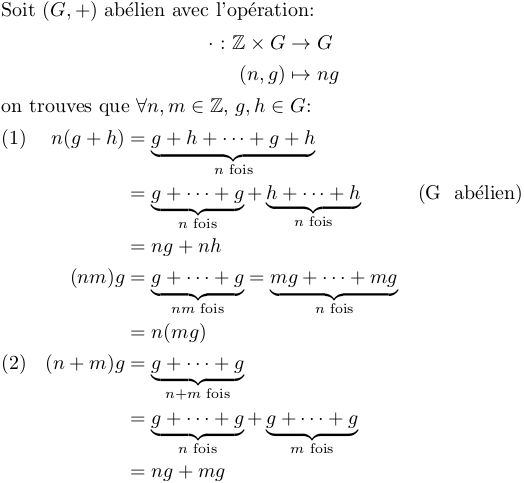 Soit (G, +) abélien avec l'opération:
· : ℤ × G → G
(n, g) ↦ ng
on trouves que ∀n, m ∈ ℤ, g, h ∈ G:
(1) n(g + h) = g + h + ··· + g + h
n fois
= g + ··· + g + h + ··· + h (G abélien)
n fois n fois
= ng + nh
(nm)g = g + ··· + g = mg + ··· + mg
nm fois n fois
= n(mg)
(2) (n + m)g = g + ··· + g
n+m fois
= g + ··· + g + g + ··· + g
n fois m fois
= ng + mg